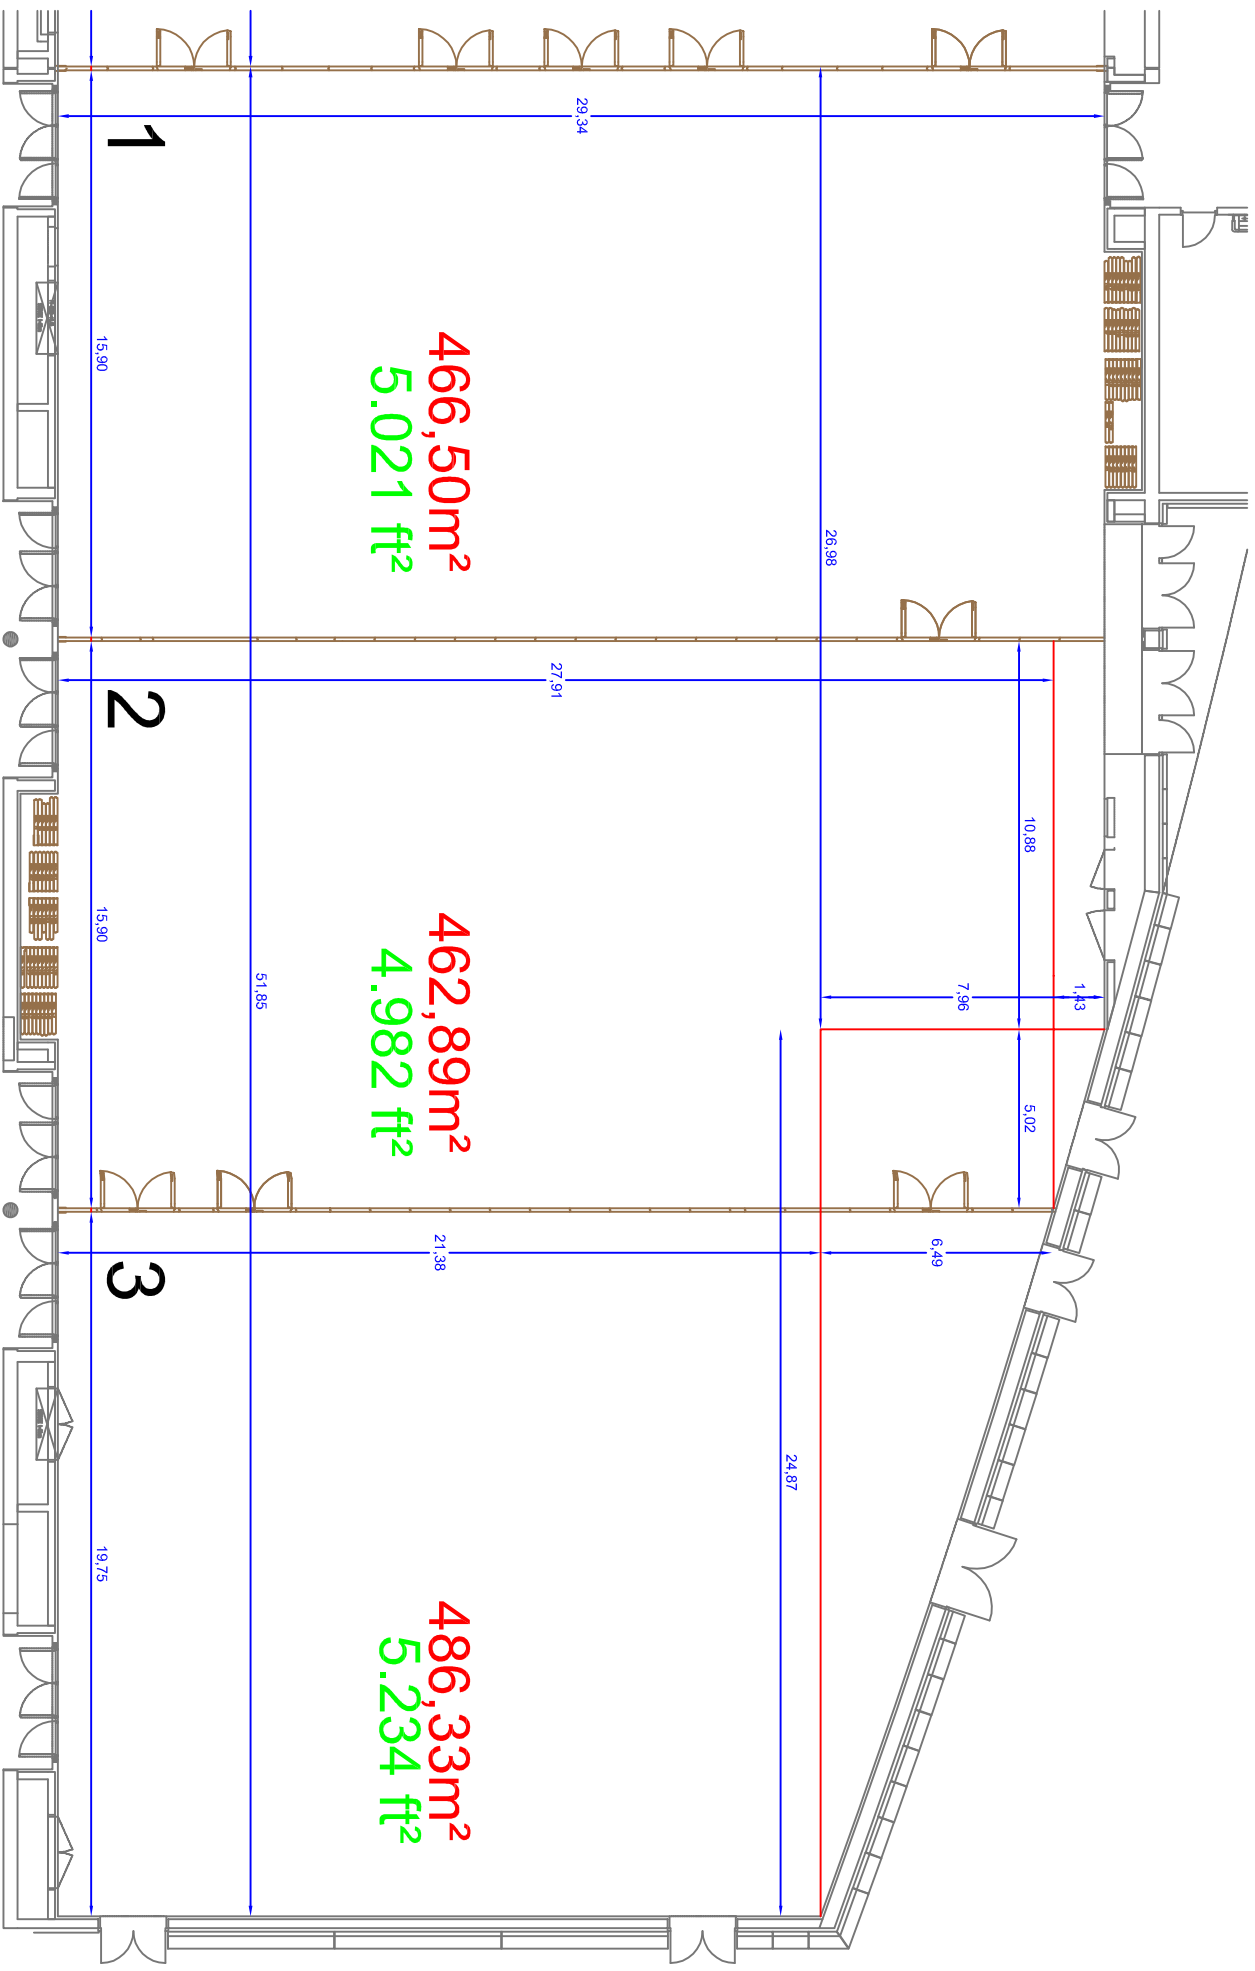 1
29,34
15,90
466,50m²
5.021 ft²
26,98
2
27,91
10,88
15,90
462,89m²
4.982 ft²
51,85
7,96
1,43
5,02
3
21,38
6,49
24,87
19,75
486,33m²
5.234 ft²